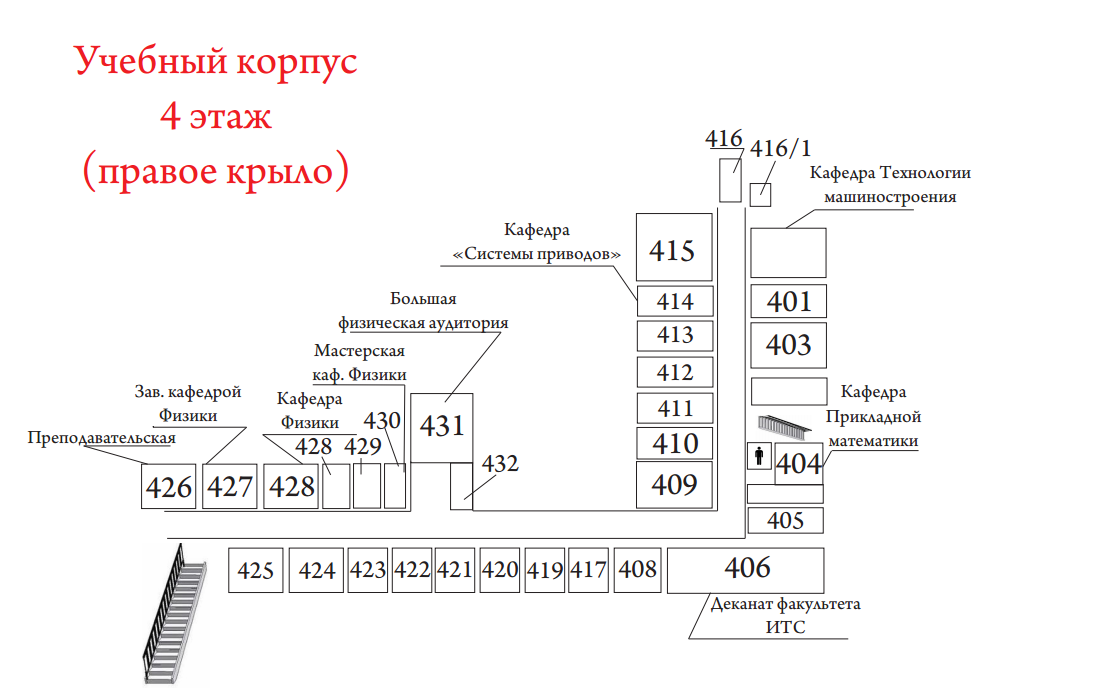 Учебный корпус
4 этаж
(правое крыло)
416
416/1
Кафедра Технологии
машиностроения
Кафедра
«Системы приводов»
415
414
413
412
411
410
409
401
403
Кафедра
Прикладной
математики
404
405
Большая
физическая аудитория
Мастерская
каф. Физики
Зав. кафедрой
Физики
Кафедра
Физики
Преподавательская
428
429
430
431
432
426
427
428
425
424
423
422
421
420
419
417
408
406
Деканат факультета
ИТС